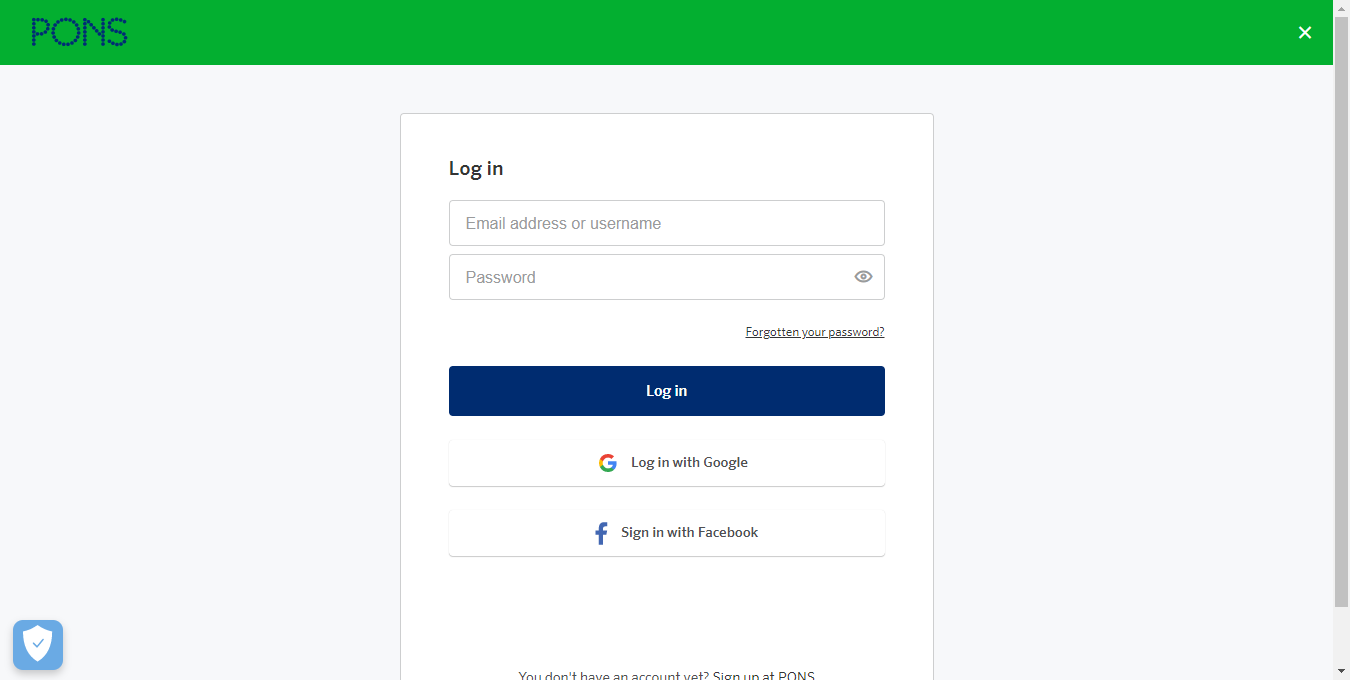 PONS
Log in
Email address or username
Password
Forgotten your password?
Log in
Log in with Google
Sign in with Facebook
You don't have an account yet? Sign up at PONS